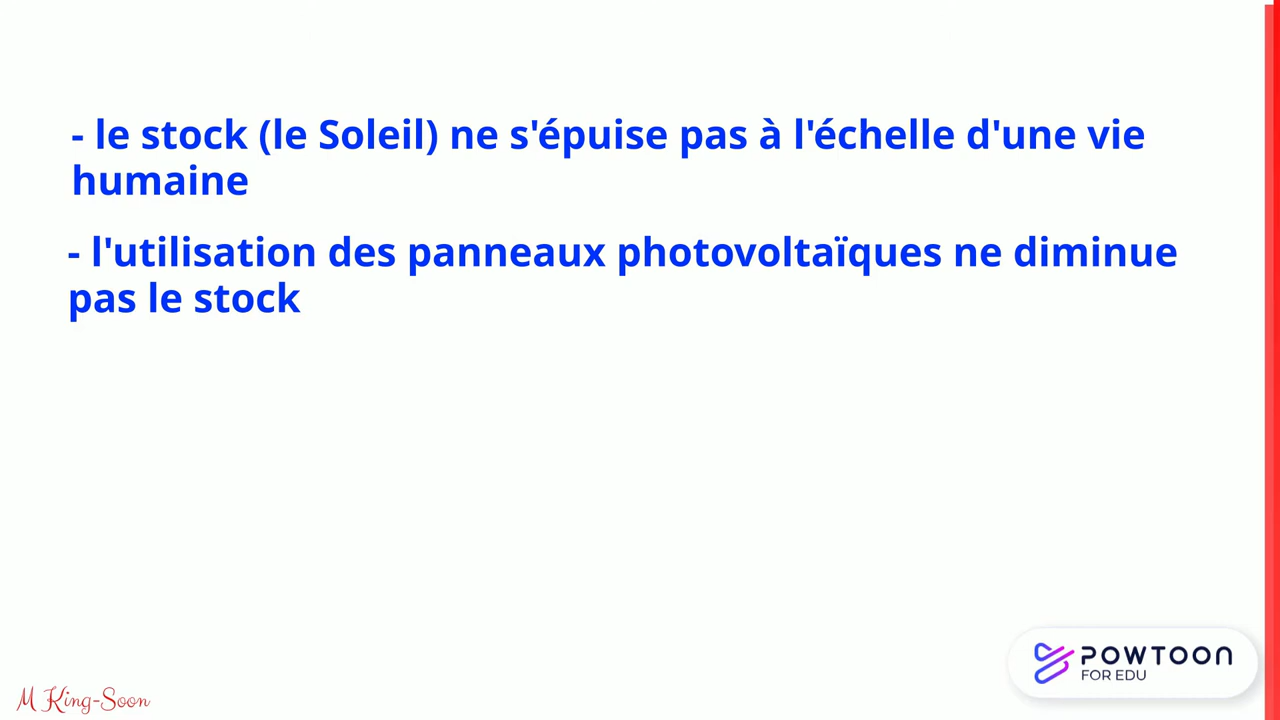 - le stock (le Soleil) ne s'épuise pas à l'échelle d'une vie
humaine
- l'utilisation des panneaux photovoltaïques ne diminue
pas le stock
POWTOON
FOR EDU
M King-Soon